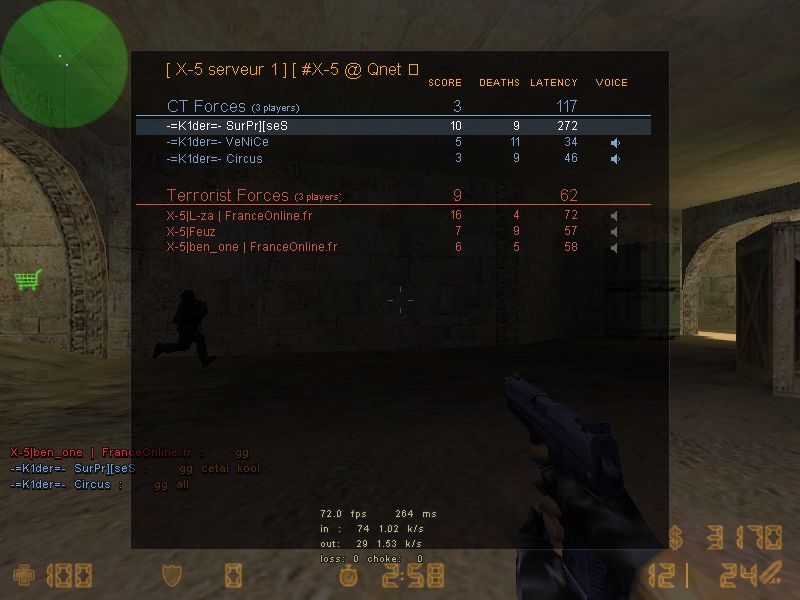 [ X-5 serveur 1 ] [ #X-5 @ Qnet
SCORE DEATHS LATENCY VOICE
CT Forces (3 players) 3 117
-=K1der=- SurPr][seS 10 9 272
-=K1der=- VeNiCe 5 11 34
-=K1der=- Circus 3 9 46
Terrorist Forces (3 players) 9 62
X-5|L-za | FranceOnline.fr 16 4 72
X-5|Feuz 7 9 57
X-5|ben_one | FranceOnline.fr 6 5 58
X-5|ben_one | FranceOnline.fr : gg
-=K1der=- SurPr][seS : gg cetai kool
-=K1der=- Circus : gg all
72.0 fps 264 ms
in : 74 1.02 k/s
out: 29 1.53 k/s
loss: 0 choke: 0
$ 3170
100 0 2:58 12 | 24